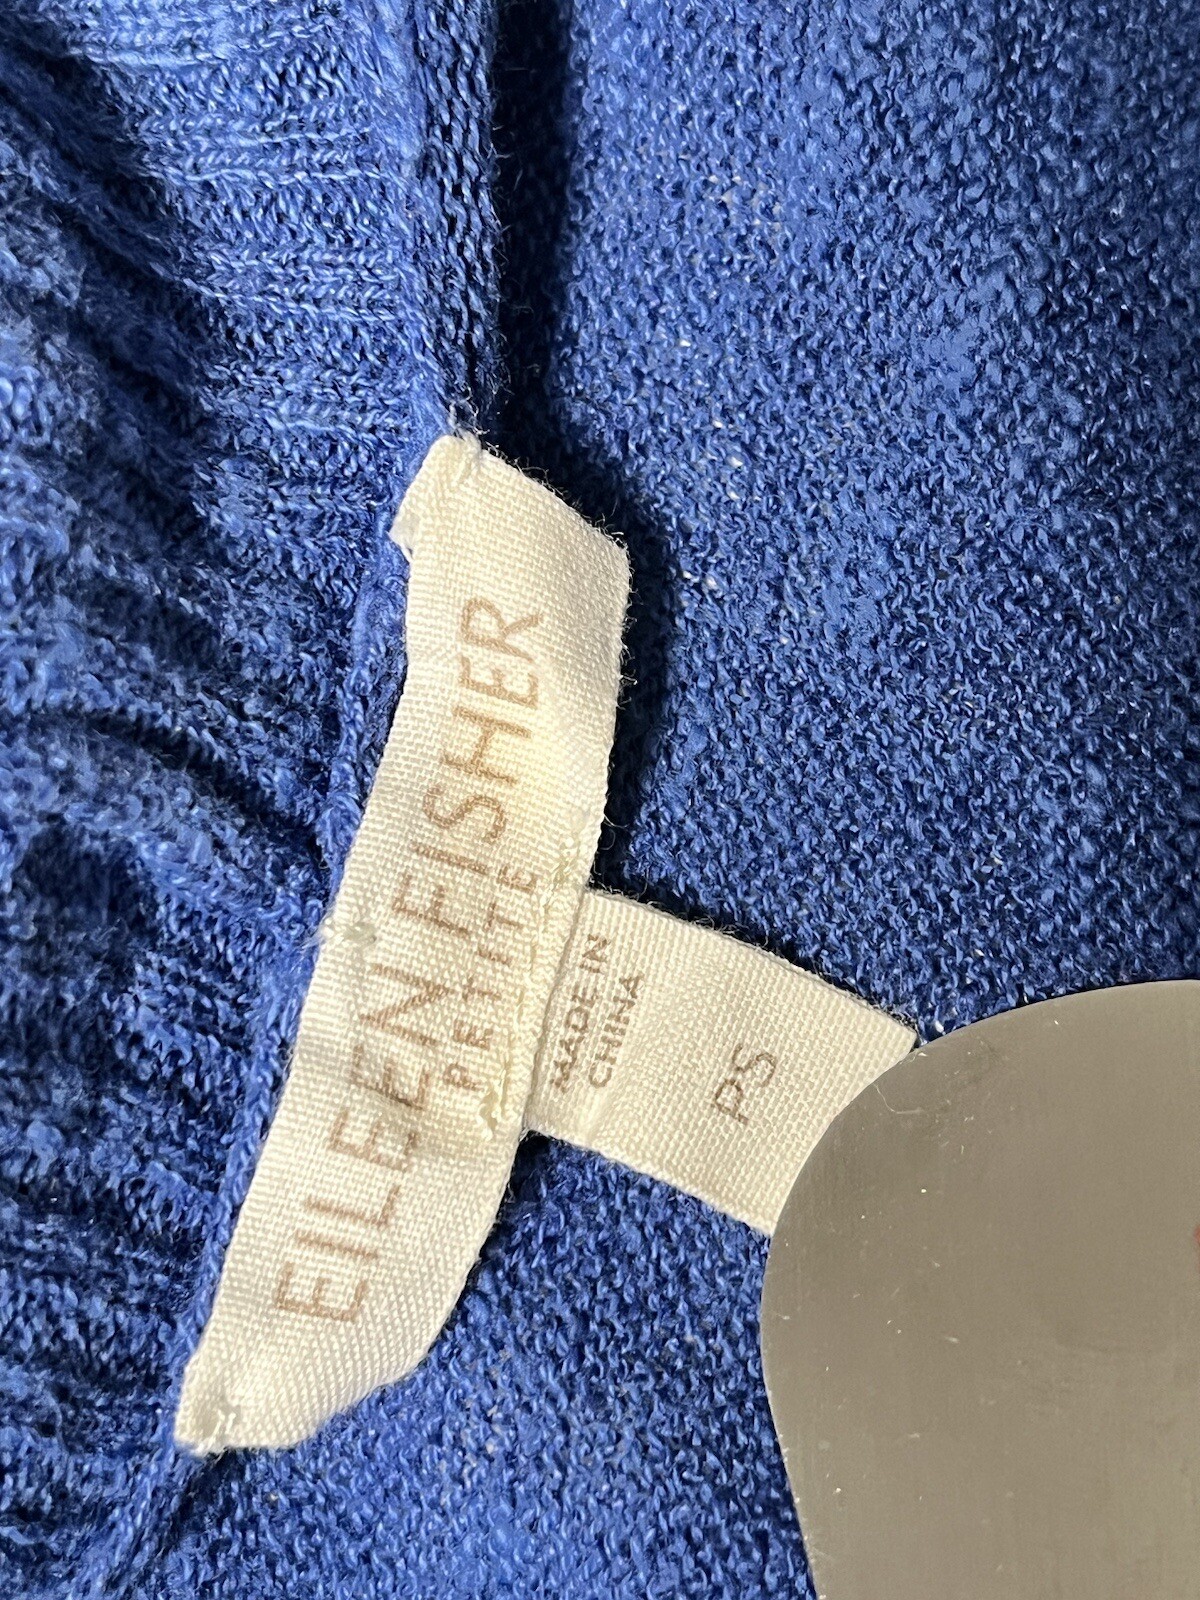 EILEEN FISHER
PETITE
MADE IN
CHINA
PS